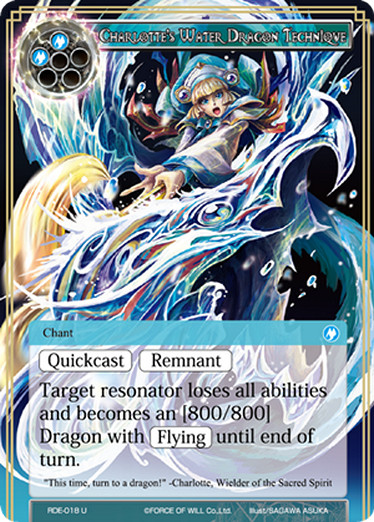 Charlotte's Water Dragon Technique
Chant
Quickcast Remnant
Target resonator loses all abilities
and becomes an [800/800]
Dragon with Flying until end of
turn.
"This time, turn to a dragon!" -Charlotte, Wielder of the Sacred Spirit
RDE-018 U ©FORCE OF WILL Co.,Ltd. Illust/SAGAWA ASUKA